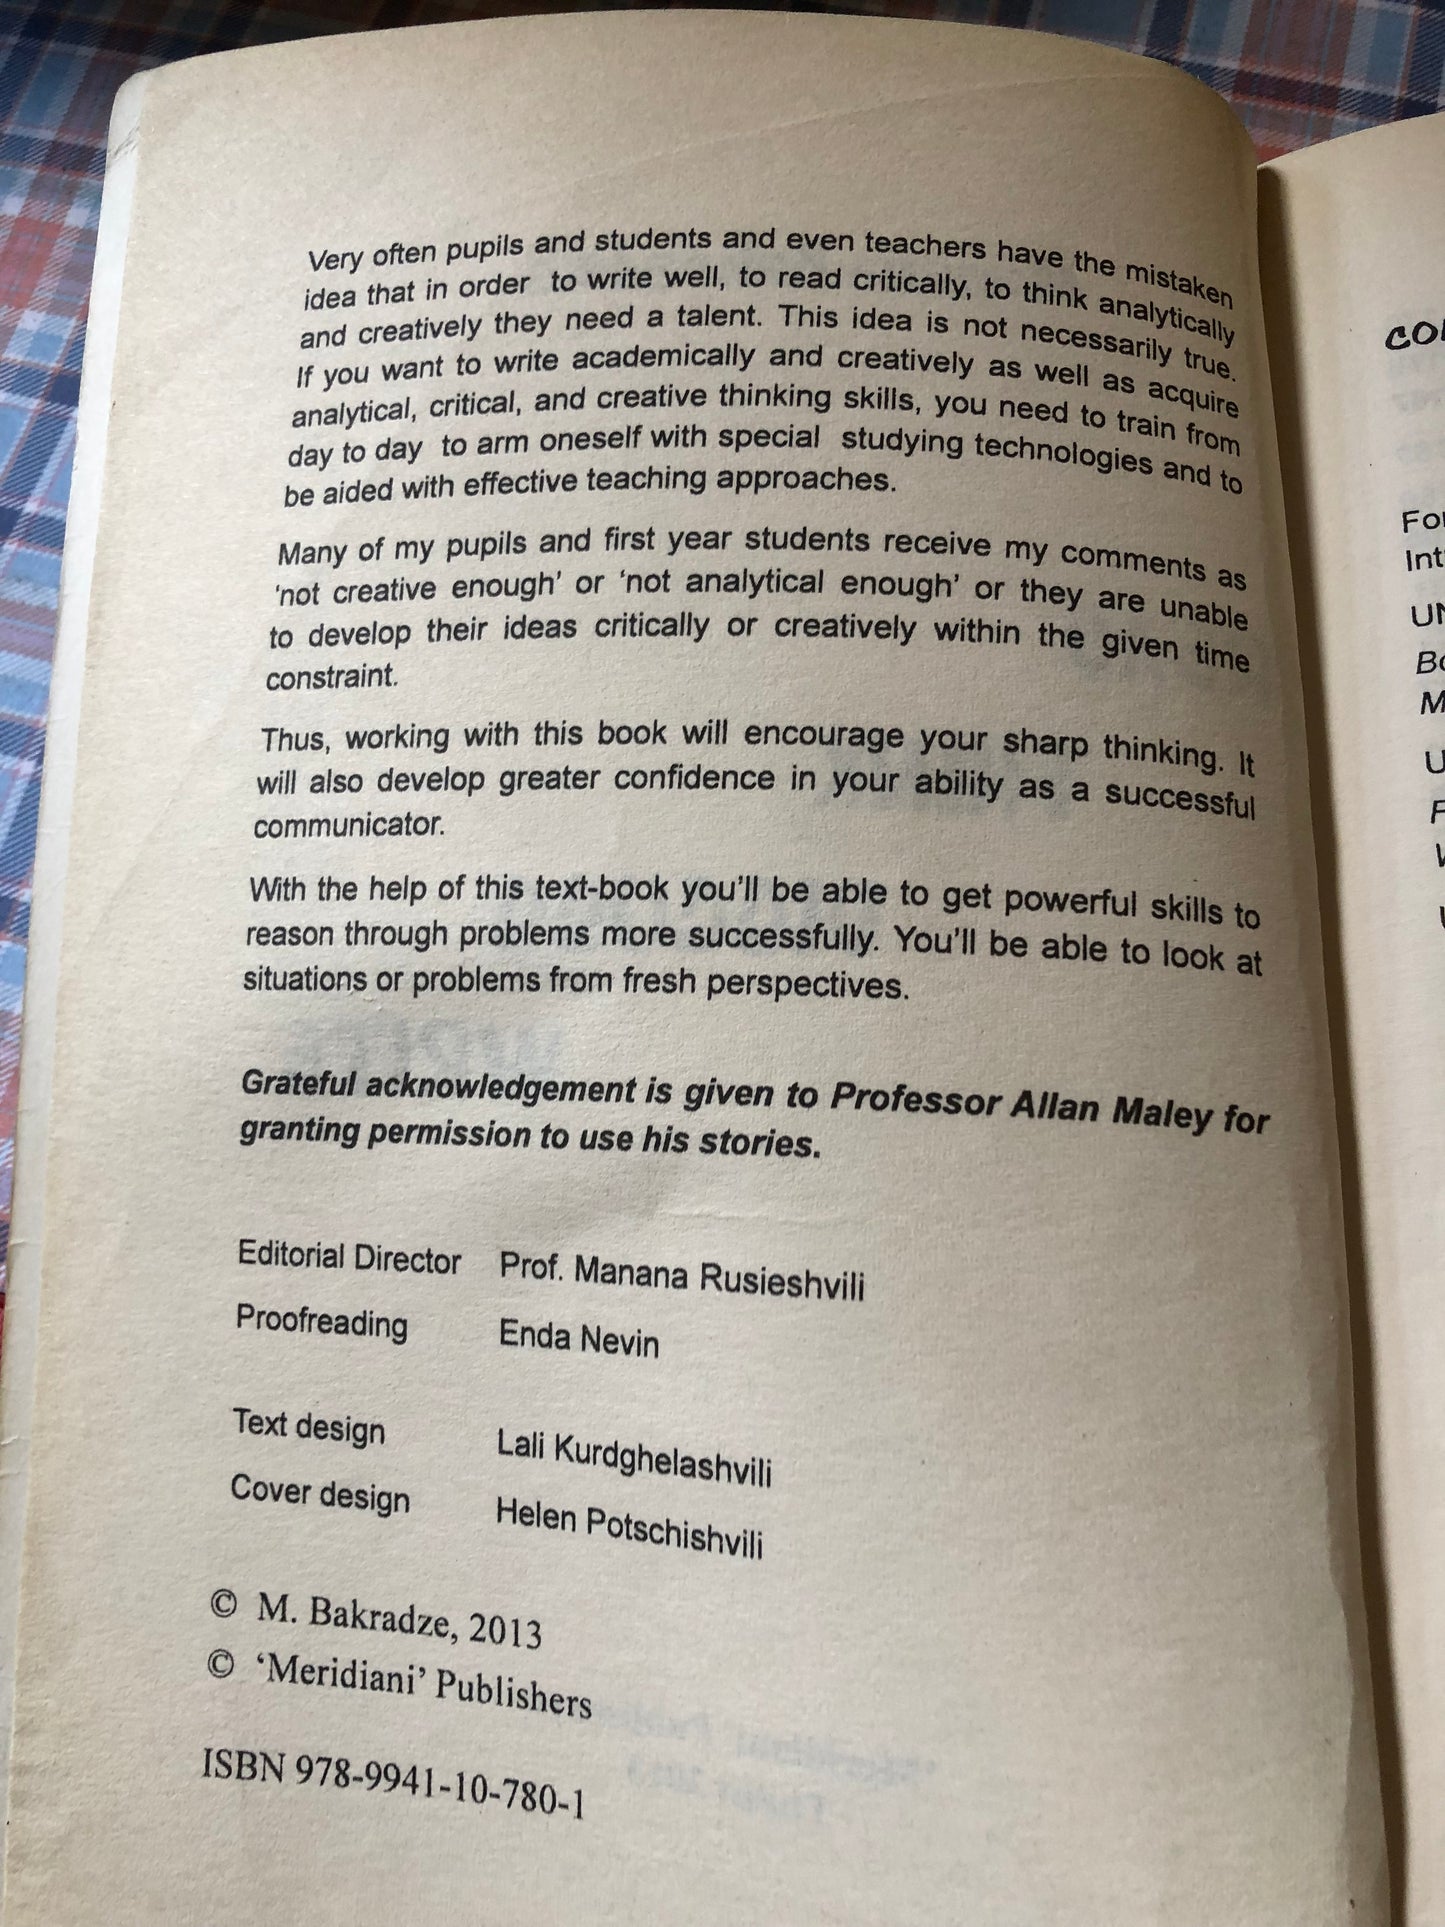 Very often pupils and students and even teachers have the mistaken
idea that in order to write well, to read critically, to think analytically
and creatively they need a talent. This idea is not necessarily true.
If you want to write academically and creatively as well as acquire
analytical, critical, and creative thinking skills, you need to train from
day to day to arm oneself with special studying technologies and to
be aided with effective teaching approaches.
Many of my pupils and first year students receive my comments as
‘not creative enough’ or ‘not analytical enough’ or they are unable
to develop their ideas critically or creatively within the given time
constraint.
Thus, working with this book will encourage your sharp thinking. It
will also develop greater confidence in your ability as a successful
communicator.
With the help of this text-book you’ll be able to get powerful skills to
reason through problems more successfully. You’ll be able to look at
situations or problems from fresh perspectives.
Grateful acknowledgement is given to Professor Allan Maley for
granting permission to use his stories.
Editorial Director Prof. Manana Rusieshvili
Proofreading Enda Nevin
Text design Lali Kurdghelashvili
Cover design Helen Potschishvili
© M. Bakradze, 2013
© ‘Meridiani’ Publishers
ISBN 978-9941-10-780-1